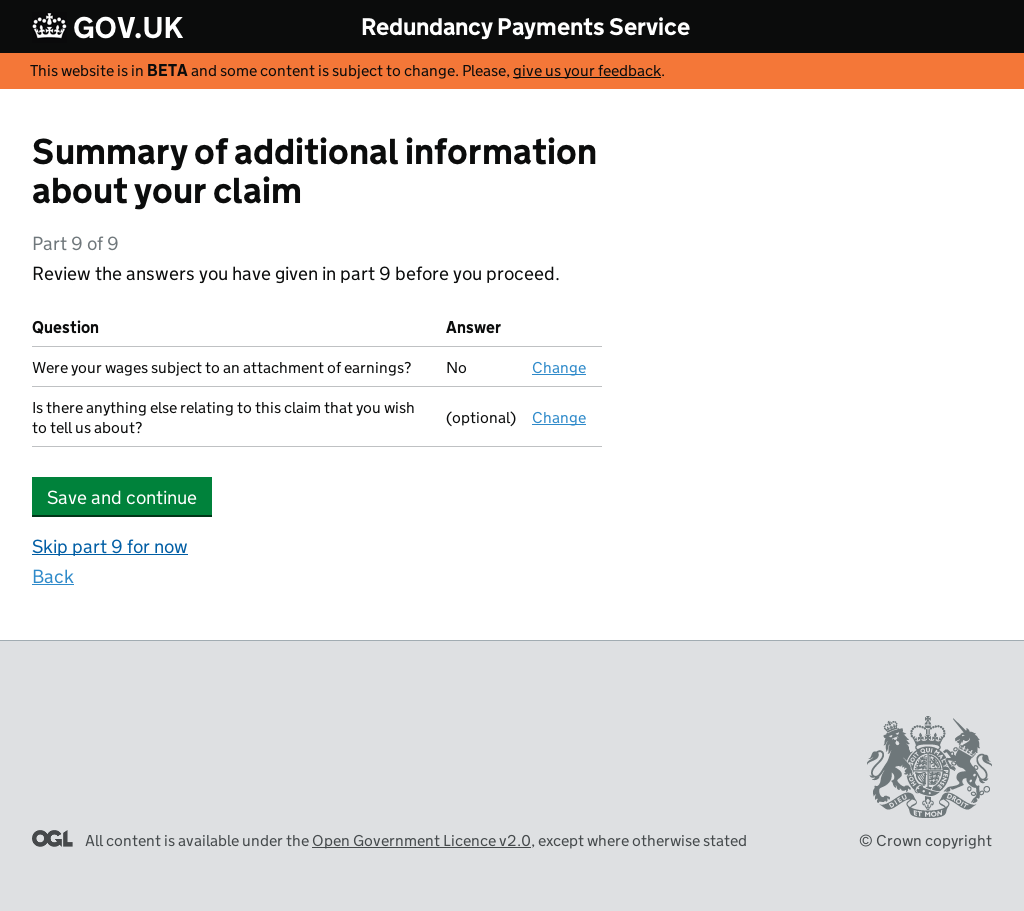 GOV.UK
Redundancy Payments Service
This website is in BETA and some content is subject to change. Please, give us your feedback.
Summary of additional information
about your claim
Part 9 of 9
Review the answers you have given in part 9 before you proceed.
Question Answer
Were your wages subject to an attachment of earnings? No Change
Is there anything else relating to this claim that you wish
to tell us about? (optional) Change
Save and continue
Skip part 9 for now
Back
DIEU ET MON DROIT
OGL All content is available under the Open Government Licence v2.0, except where otherwise stated
© Crown copyright